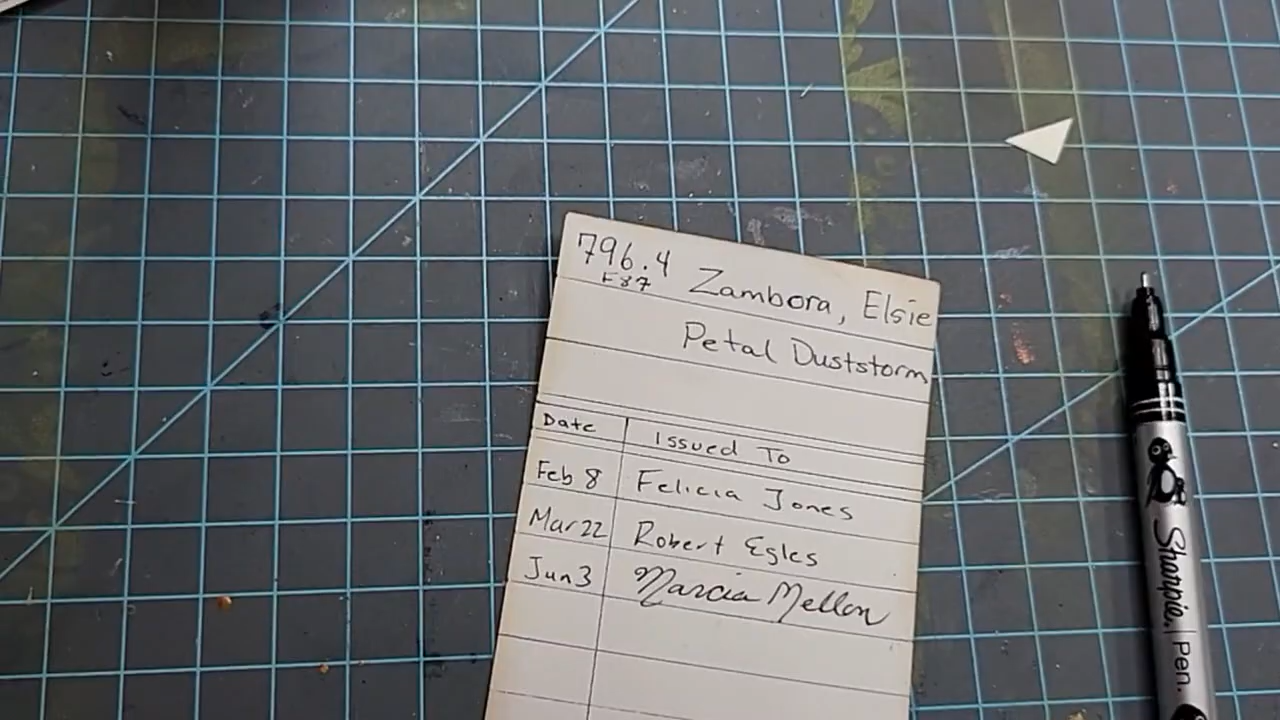 796.4 Zambora, Elsie
F87
Petal Duststorm
Date Issued To
Feb 8 Felicia Jones
Mar 22 Robert Egles
Jun 3 Marcia Mellon
Sharpie. Pen.